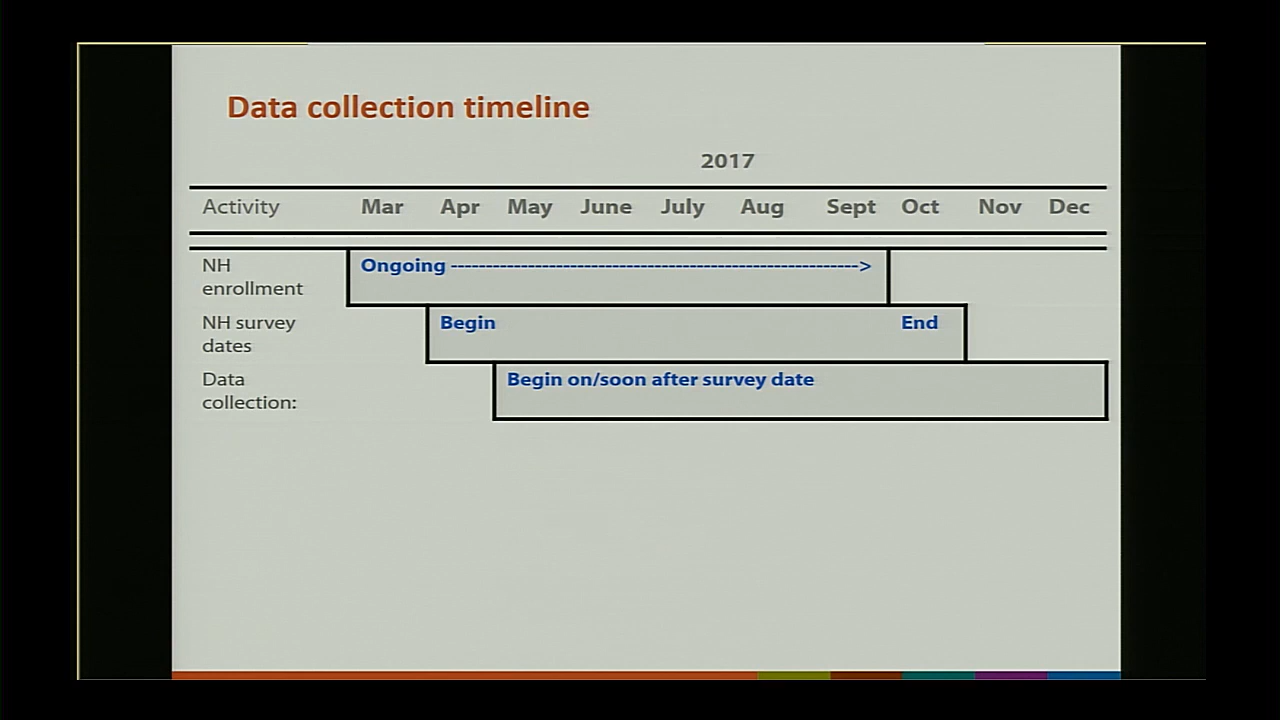 Data collection timeline
2017
Activity Mar Apr May June July Aug Sept Oct Nov Dec
NH Ongoing ---------------------------------------------------------->
enrollment
NH survey Begin End
dates
Data Begin on/soon after survey date
collection: